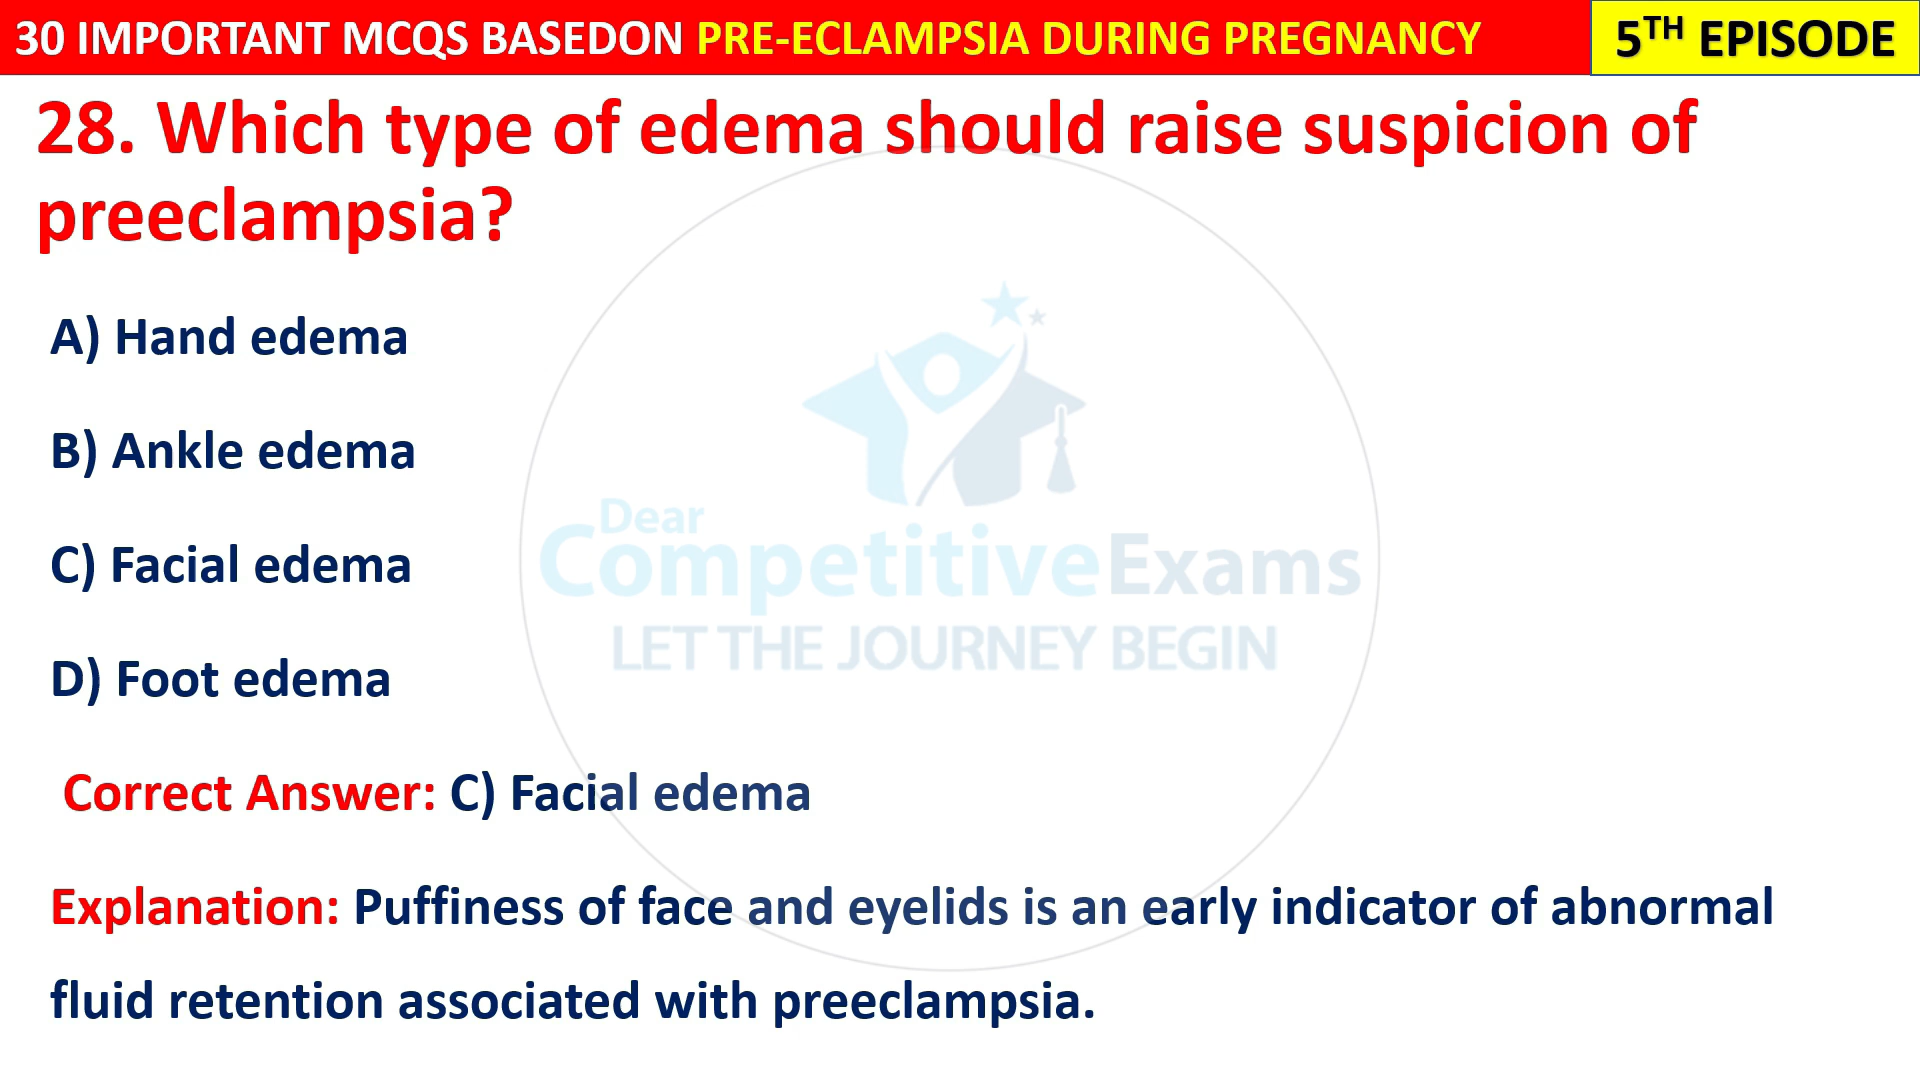 30 IMPORTANT MCQS BASEDON PRE-ECLAMPSIA DURING PREGNANCY
5TH EPISODE
28. Which type of edema should raise suspicion of
preeclampsia?
A) Hand edema
B) Ankle edema
C) Facial edema
D) Foot edema
Dear
CompetitiveExams
LET THE JOURNEY BEGIN
Correct Answer: C) Facial edema
Explanation: Puffiness of face and eyelids is an early indicator of abnormal
fluid retention associated with preeclampsia.